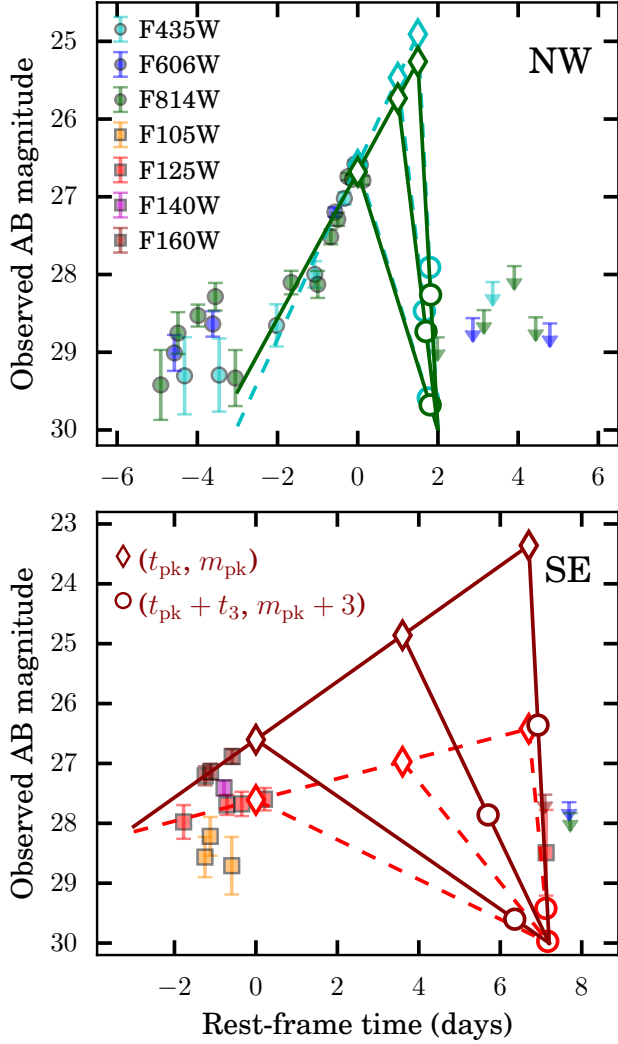 NW
F435W
F606W
F814W
F105W
F125W
F140W
F160W
Observed AB magnitude
25
26
27
28
29
30
−6 −4 −2 0 2 4 6
SE
(t_pk, m_pk)
(t_pk + t_3, m_pk + 3)
Observed AB magnitude
23
24
25
26
27
28
29
30
−2 0 2 4 6 8
Rest-frame time (days)